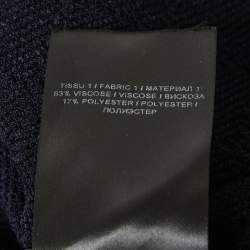 TISSU 1 / FABRIC 1 / МАТЕРИАЛ 1:
83% VISCOSE / VISCOSE / ВИСКОЗА
17% POLYESTER / POLYESTER /
ПОЛИЭСТЕР